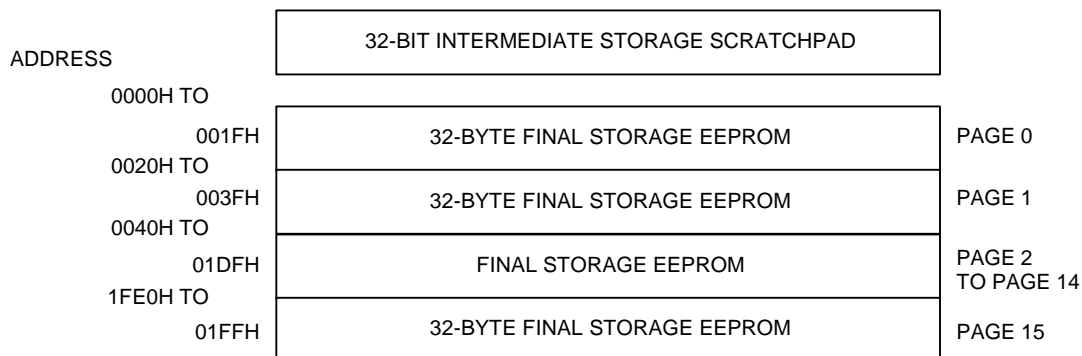 32-BIT INTERMEDIATE STORAGE SCRATCHPAD
ADDRESS
0000H TO
001FH 32-BYTE FINAL STORAGE EEPROM PAGE 0
0020H TO
003FH 32-BYTE FINAL STORAGE EEPROM PAGE 1
0040H TO
01DFH FINAL STORAGE EEPROM PAGE 2
TO PAGE 14
1FE0H TO
01FFH 32-BYTE FINAL STORAGE EEPROM PAGE 15